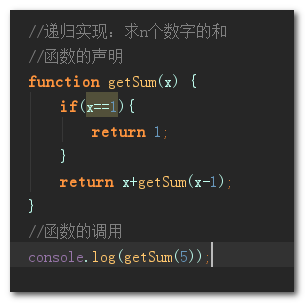 //递归实现：求n个数字的和
//函数的声明
function getSum(x) {
    if(x==1){
        return 1;
    }
    return x+getSum(x-1);
}
//函数的调用
console.log(getSum(5));